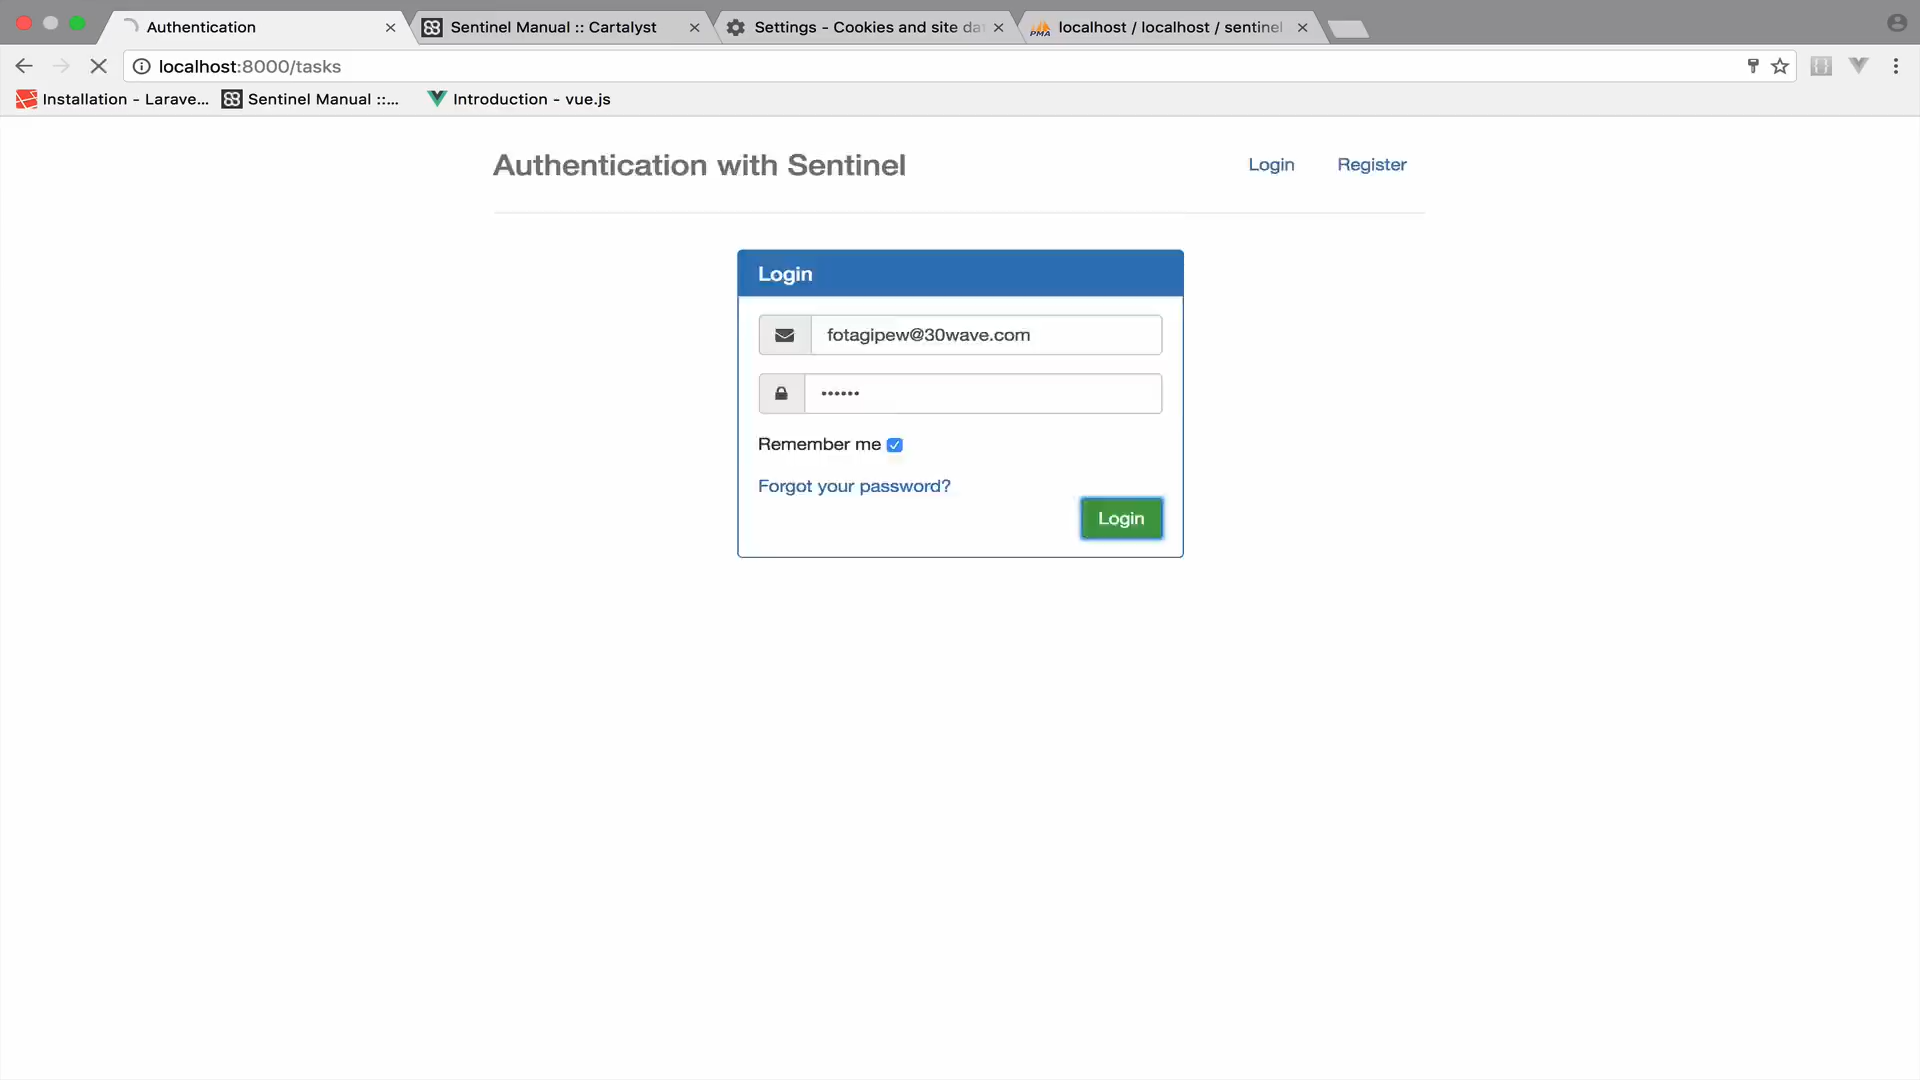 Authentication
Sentinel Manual :: Cartalyst
Settings - Cookies and site da
PMA
localhost / localhost / sentinel
localhost:8000/tasks
Installation - Larave...
Sentinel Manual ::...
Introduction - vue.js
Authentication with Sentinel
Login
Register
Login
fotagipew@30wave.com
••••••
Remember me
Forgot your password?
Login